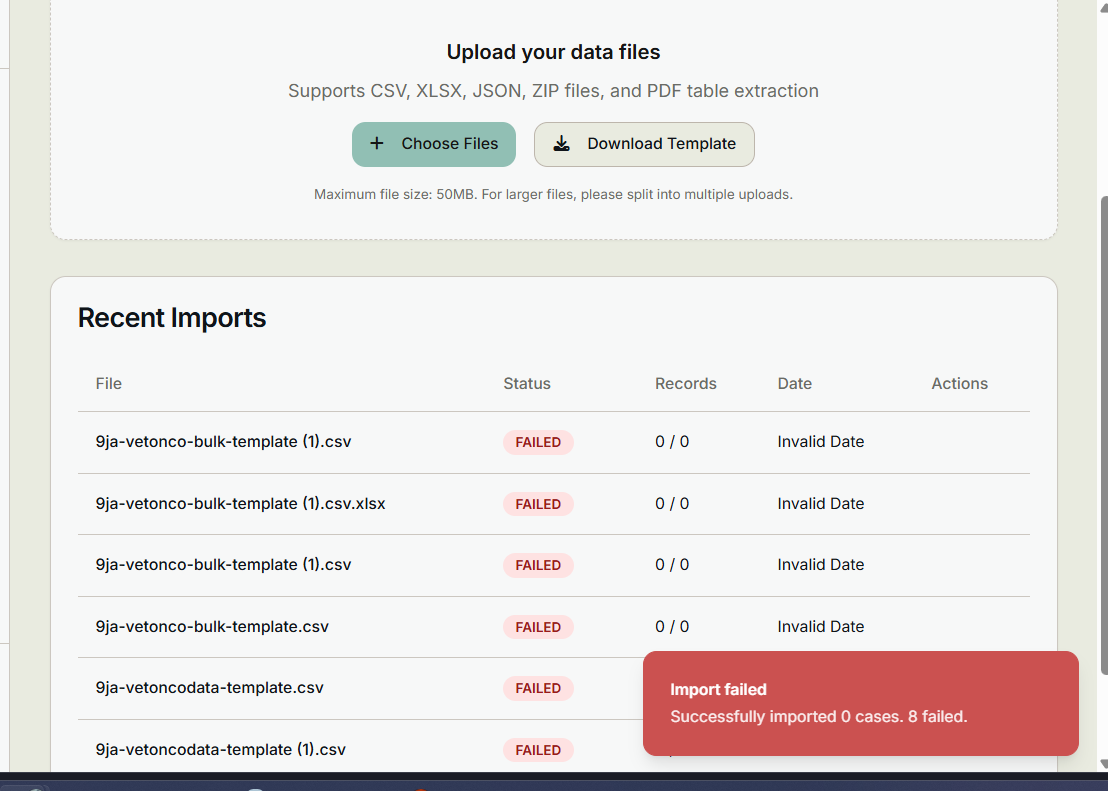 Upload your data files
Supports CSV, XLSX, JSON, ZIP files, and PDF table extraction
+ Choose Files Download Template
Maximum file size: 50MB. For larger files, please split into multiple uploads.
Recent Imports
File Status Records Date Actions
9ja-vetonco-bulk-template (1).csv FAILED 0 / 0 Invalid Date
9ja-vetonco-bulk-template (1).csv.xlsx FAILED 0 / 0 Invalid Date
9ja-vetonco-bulk-template (1).csv FAILED 0 / 0 Invalid Date
9ja-vetonco-bulk-template.csv FAILED 0 / 0 Invalid Date
9ja-vetoncodata-template.csv FAILED
9ja-vetoncodata-template (1).csv FAILED
Import failed
Successfully imported 0 cases. 8 failed.